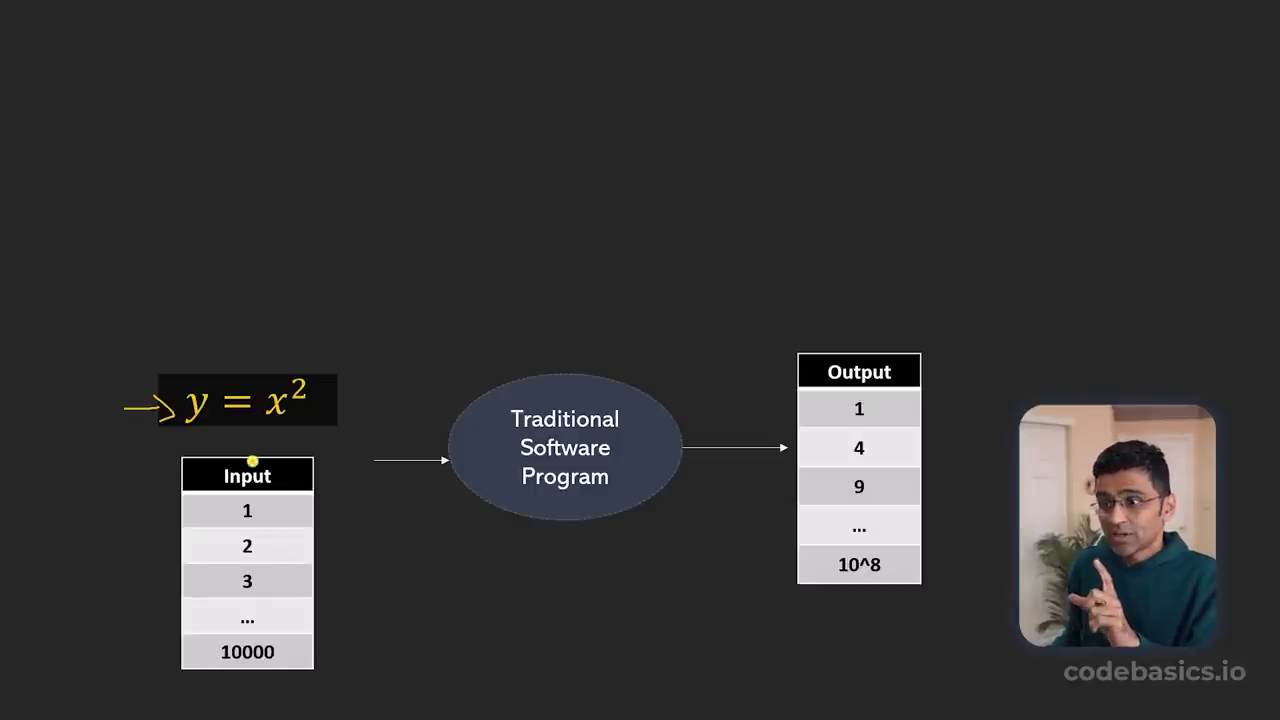 y = x²
Input
1
2
3
...
10000
Traditional
Software
Program
Output
1
4
9
...
10^8
codebasics.io